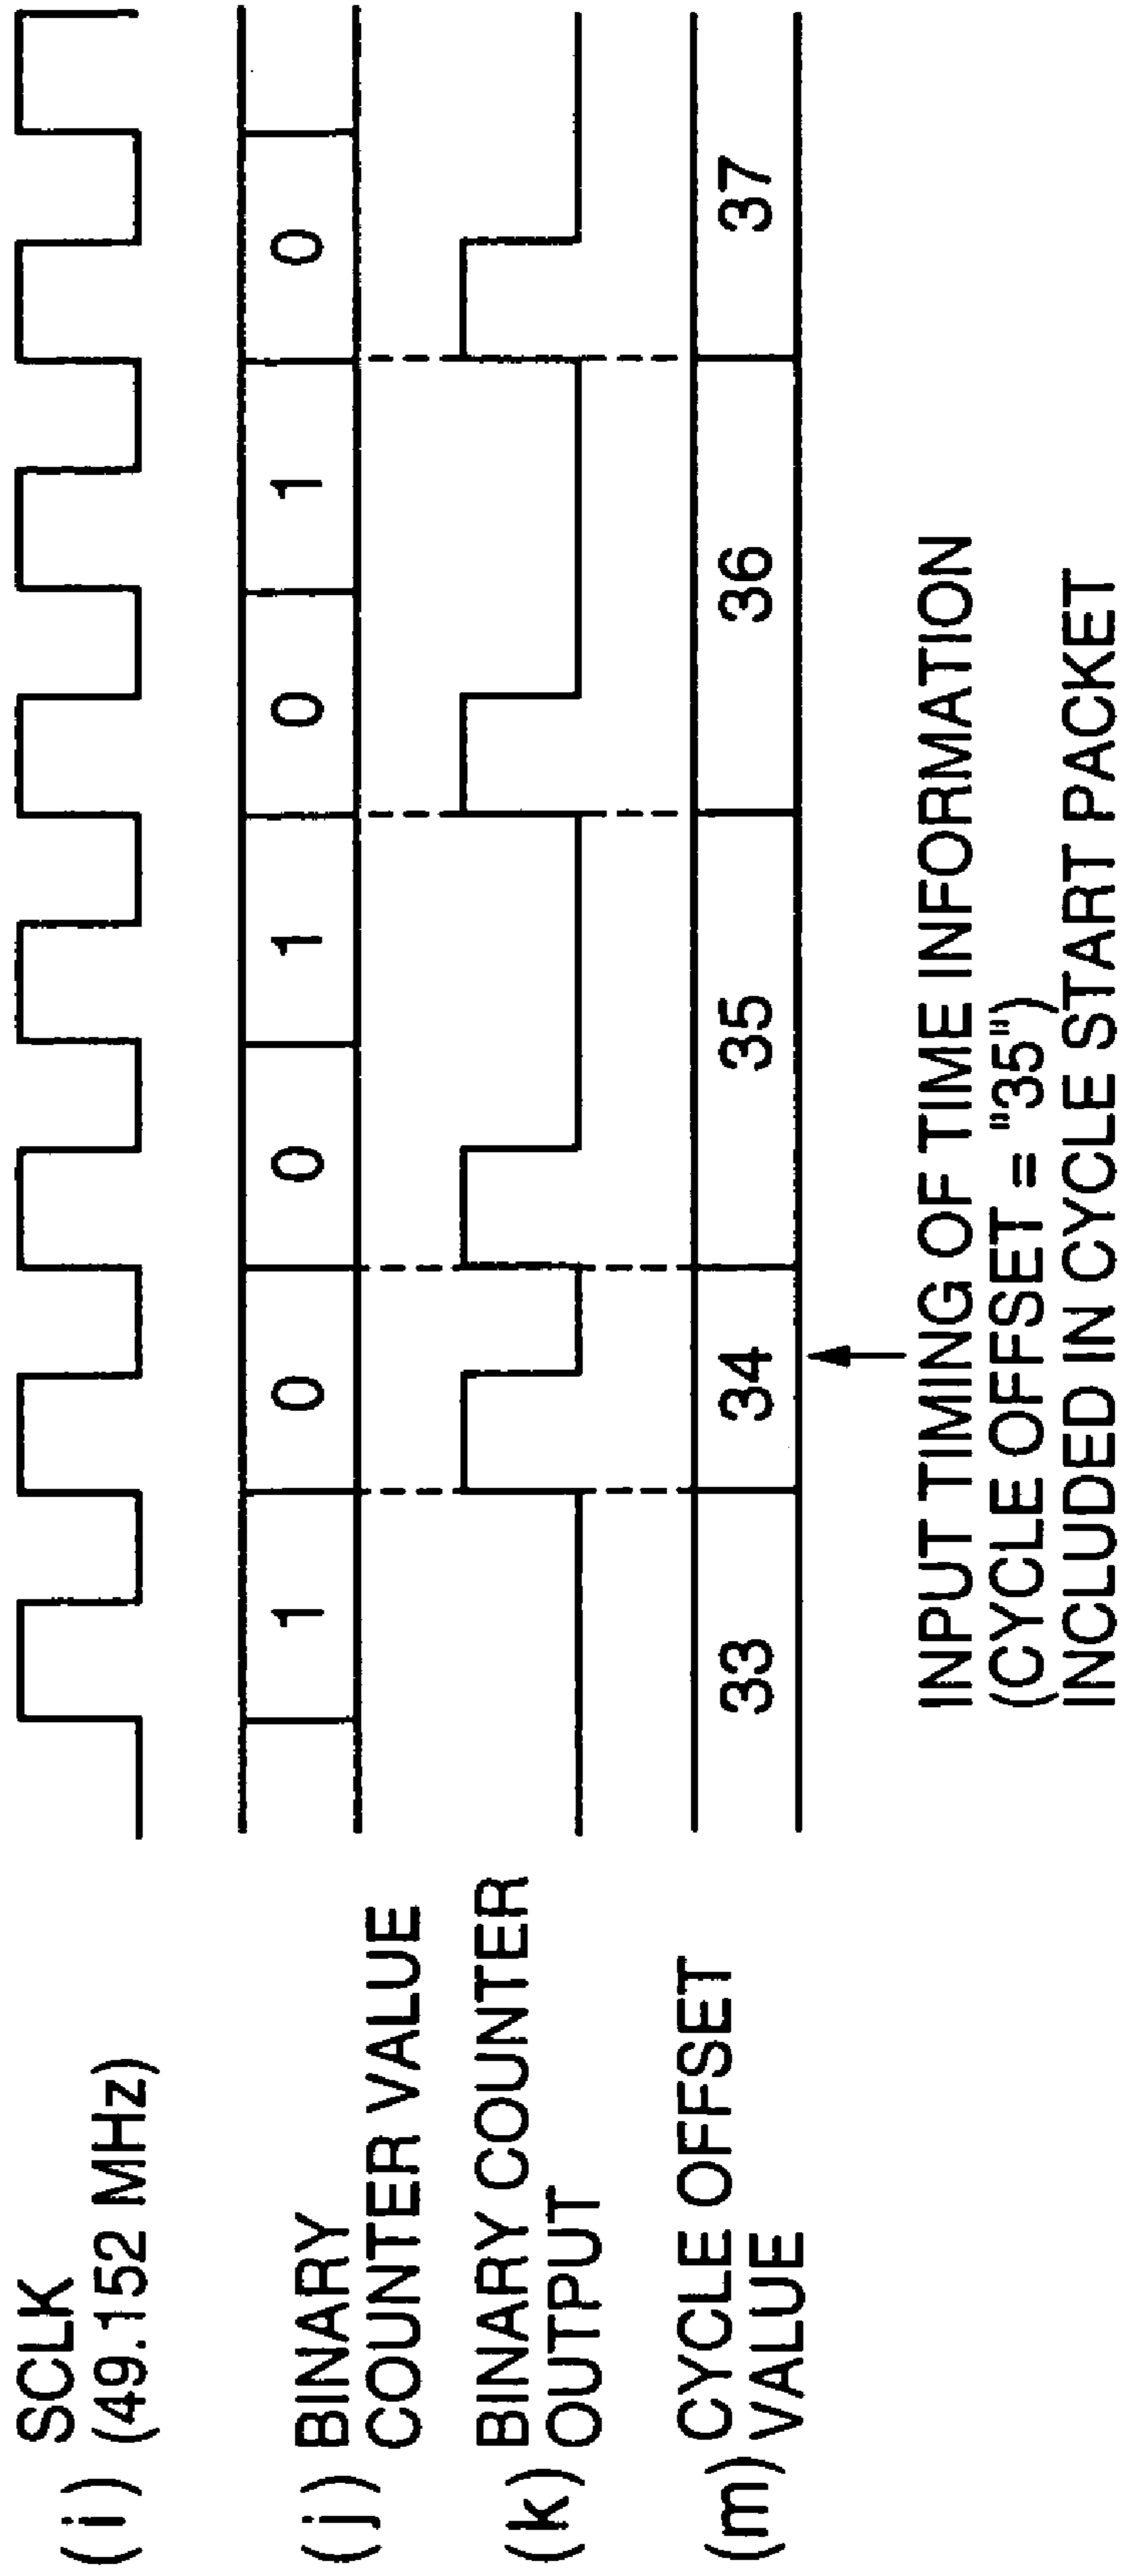 ( i ) SCLK
(49.152 MHz)
( j ) BINARY
COUNTER VALUE
1 0 0 1 0 1 0
(k) BINARY COUNTER
OUTPUT
(m) CYCLE OFFSET
VALUE
33 34 35 36 37
INPUT TIMING OF TIME INFORMATION
(CYCLE OFFSET = "35")
INCLUDED IN CYCLE START PACKET